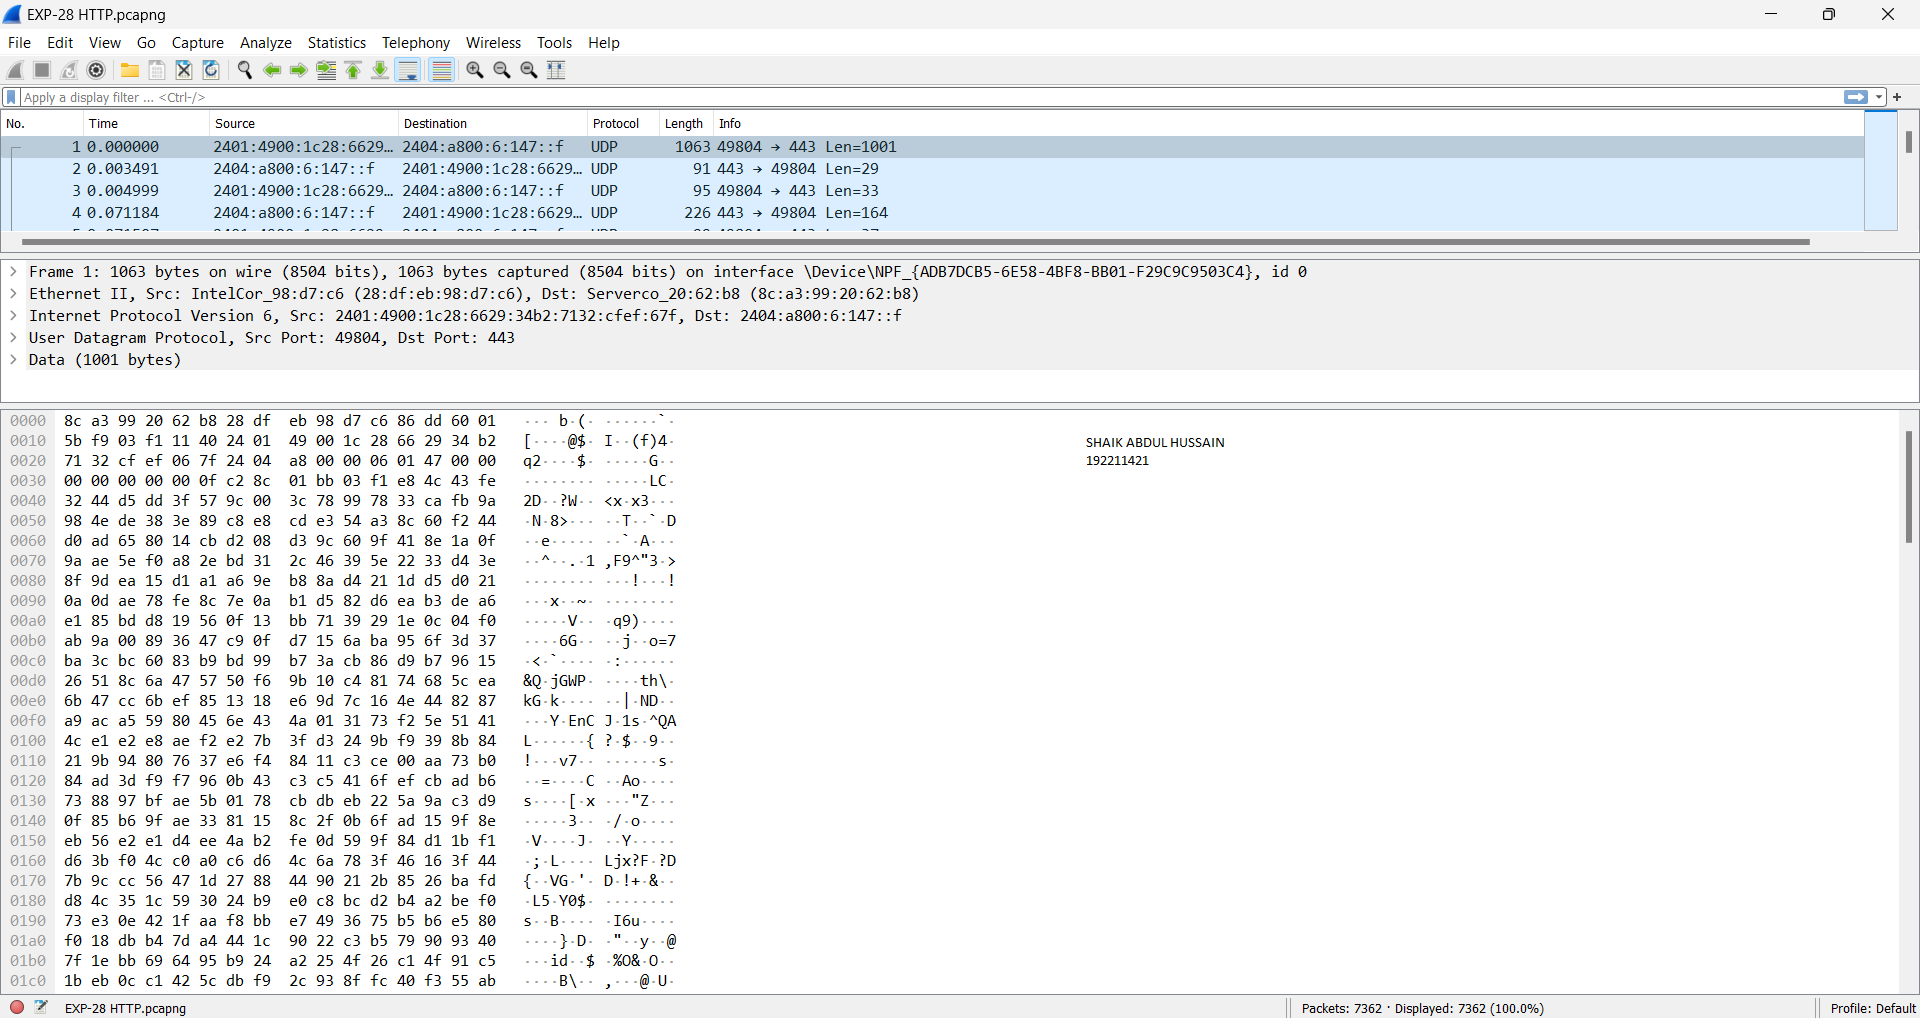 EXP-28 HTTP.pcapng
File Edit View Go Capture Analyze Statistics Telephony Wireless Tools Help
Apply a display filter ... <Ctrl-/>
No. Time Source Destination Protocol Length Info
1 0.000000 2401:4900:1c28:6629… 2404:a800:6:147::f UDP 1063 49804 → 443 Len=1001
2 0.003491 2404:a800:6:147::f 2401:4900:1c28:6629… UDP 91 443 → 49804 Len=29
3 0.004999 2401:4900:1c28:6629… 2404:a800:6:147::f UDP 95 49804 → 443 Len=33
4 0.071184 2404:a800:6:147::f 2401:4900:1c28:6629… UDP 226 443 → 49804 Len=164
Frame 1: 1063 bytes on wire (8504 bits), 1063 bytes captured (8504 bits) on interface \Device\NPF_{ADB7DCB5-6E58-4BF8-BB01-F29C9C9503C4}, id 0
Ethernet II, Src: IntelCor_98:d7:c6 (28:df:eb:98:d7:c6), Dst: Serverco_20:62:b8 (8c:a3:99:20:62:b8)
Internet Protocol Version 6, Src: 2401:4900:1c28:6629:34b2:7132:cfef:67f, Dst: 2404:a800:6:147::f
User Datagram Protocol, Src Port: 49804, Dst Port: 443
Data (1001 bytes)
0000 8c a3 99 20 62 b8 28 df eb 98 d7 c6 86 dd 60 01 ··· b·(· ······`·
0010 5b f9 03 f1 11 40 24 01 49 00 1c 28 66 29 34 b2 [····@$· I··(f)4·
0020 71 32 cf ef 06 7f 24 04 a8 00 00 06 01 47 00 00 q2····$· ·····G··
0030 00 00 00 00 00 0f c2 8c 01 bb 03 f1 e8 4c 43 fe ········ ·····LC·
0040 32 44 d5 dd 3f 57 9c 00 3c 78 99 78 33 ca fb 9a 2D··?W·· <x·x3···
0050 98 4e de 38 3e 89 c8 e8 cd e3 54 a3 8c 60 f2 44 ·N·8>··· ··T··`·D
0060 d0 ad 65 80 14 cb d2 08 d3 9c 60 9f 41 8e 1a 0f ··e····· ··`·A···
0070 9a ae 5e f0 a8 2e bd 31 2c 46 39 5e 22 33 d4 3e ··^··.·1 ,F9^"3·>
0080 8f 9d ea 15 d1 a1 a6 9e b8 8a d4 21 1d d5 d0 21 ········ ···!···!
0090 0a 0d ae 78 fe 8c 7e 0a b1 d5 82 d6 ea b3 de a6 ···x··~· ········
00a0 e1 85 bd d8 19 56 0f 13 bb 71 39 29 1e 0c 04 f0 ·····V·· ·q9)····
00b0 ab 9a 00 89 36 47 c9 0f d7 15 6a ba 95 6f 3d 37 ····6G·· ··j··o=7
00c0 ba 3c bc 60 83 b9 bd 99 b7 3a cb 86 d9 b7 96 15 ·<·`···· ·:······
00d0 26 51 8c 6a 47 57 50 f6 9b 10 c4 81 74 68 5c ea &Q·jGWP· ····th\·
00e0 6b 47 cc 6b ef 85 13 18 e6 9d 7c 16 4e 44 82 87 kG·k···· ··|·ND··
00f0 a9 ac a5 59 80 45 6e 43 4a 01 31 73 f2 5e 51 41 ···Y·EnC J·1s·^QA
0100 4c e1 e2 e8 ae f2 e2 7b 3f d3 24 9b f9 39 8b 84 L······{ ?·$··9··
0110 21 9b 94 80 76 37 e6 f4 84 11 c3 ce 00 aa 73 b0 !···v7·· ······s·
0120 84 ad 3d f9 f7 96 0b 43 c3 c5 41 6f ef cb ad b6 ··=····C ··Ao····
0130 73 88 97 bf ae 5b 01 78 cb db eb 22 5a 9a c3 d9 s····[·x ···"Z···
0140 0f 85 b6 9f ae 33 81 15 8c 2f 0b 6f ad 15 9f 8e ·····3·· ·/·o····
0150 eb 56 e2 e1 d4 ee 4a b2 fe 0d 59 9f 84 d1 1b f1 ·V····J· ··Y·····
0160 d6 3b f0 4c c0 a0 c6 d6 4c 6a 78 3f 46 16 3f 44 ·;·L···· Ljx?F·?D
0170 7b 9c cc 56 47 1d 27 88 44 90 21 2b 85 26 ba fd {··VG·'· D·!+·&··
0180 d8 4c 35 1c 59 30 24 b9 e0 c8 bc d2 b4 a2 be f0 ·L5·Y0$· ········
0190 73 e3 0e 42 1f aa f8 bb e7 49 36 75 b5 b6 e5 80 s··B···· ·I6u····
01a0 f0 18 db b4 7d a4 44 1c 90 22 c3 b5 79 90 93 40 ····}·D· ·"··y··@
01b0 7f 1e bb 69 64 95 b9 24 a2 25 4f 26 c1 4f 91 c5 ···id··$ ·%O&·O··
01c0 1b eb 0c c1 42 5c db f9 2c 93 8f fc 40 f3 55 ab ····B\·· ,···@·U·
SHAIK ABDUL HUSSAIN
192211421
EXP-28 HTTP.pcapng
Packets: 7362 · Displayed: 7362 (100.0%)
Profile: Default